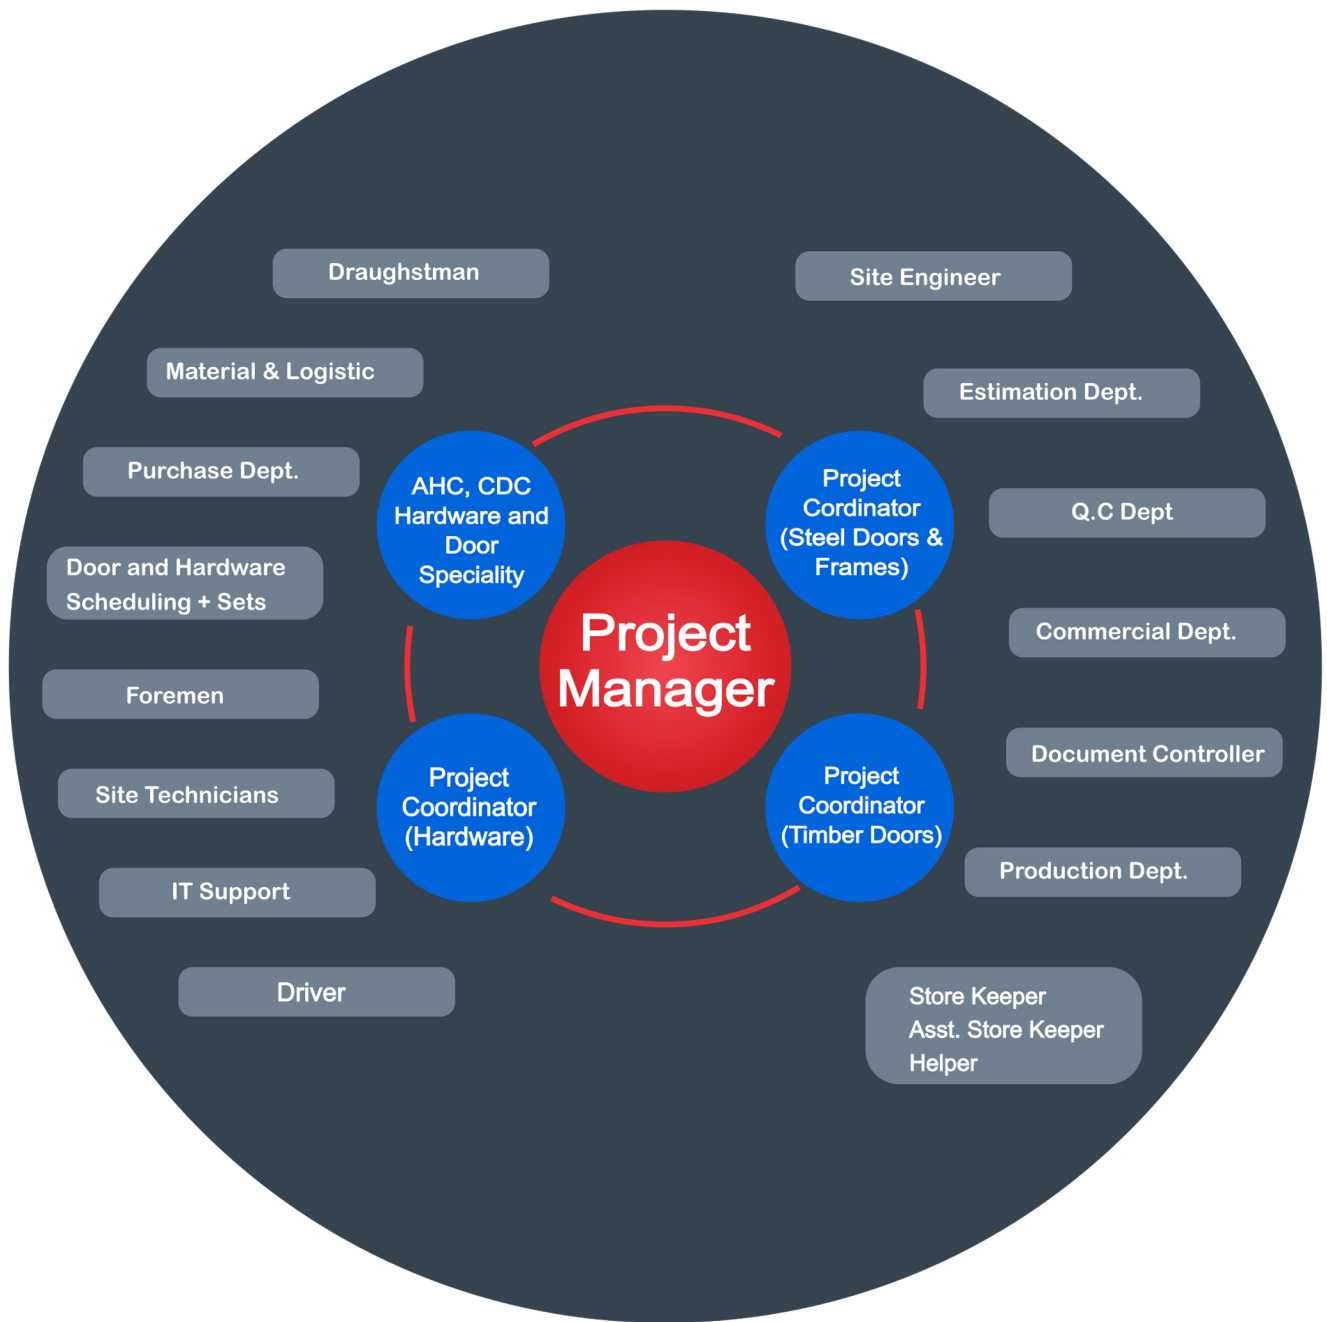 Draughstman
Site Engineer
Material & Logistic
Estimation Dept.
Purchase Dept.
Q.C Dept
AHC, CDC
Hardware and
Door
Speciality
Project
Cordinator
(Steel Doors &
Frames)
Door and Hardware
Scheduling + Sets
Project
Manager
Commercial Dept.
Foremen
Document Controller
Site Technicians
Project
Coordinator
(Hardware)
Project
Coordinator
(Timber Doors)
Production Dept.
IT Support
Driver
Store Keeper
Asst. Store Keeper
Helper